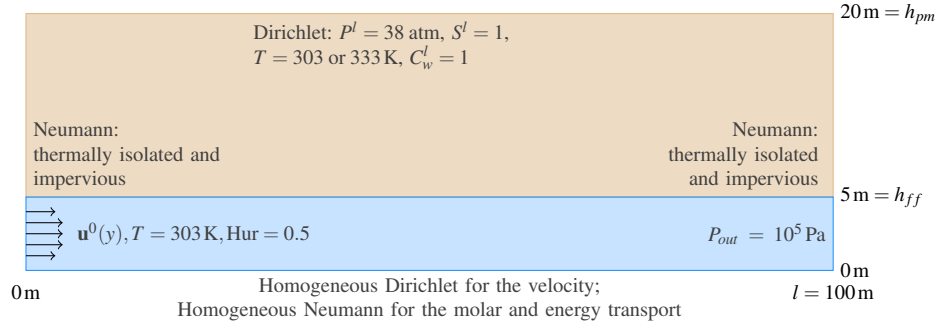 20 m = h_pm
Dirichlet: P^l = 38 atm, S^l = 1,
T = 303 or 333 K, C_w^l = 1
Neumann:
thermally isolated and
impervious
Neumann:
thermally isolated
and impervious
5 m = h_ff
u^0(y), T = 303 K, Hur = 0.5
P_out = 10^5 Pa
0 m
0 m
l = 100 m
Homogeneous Dirichlet for the velocity;
Homogeneous Neumann for the molar and energy transport